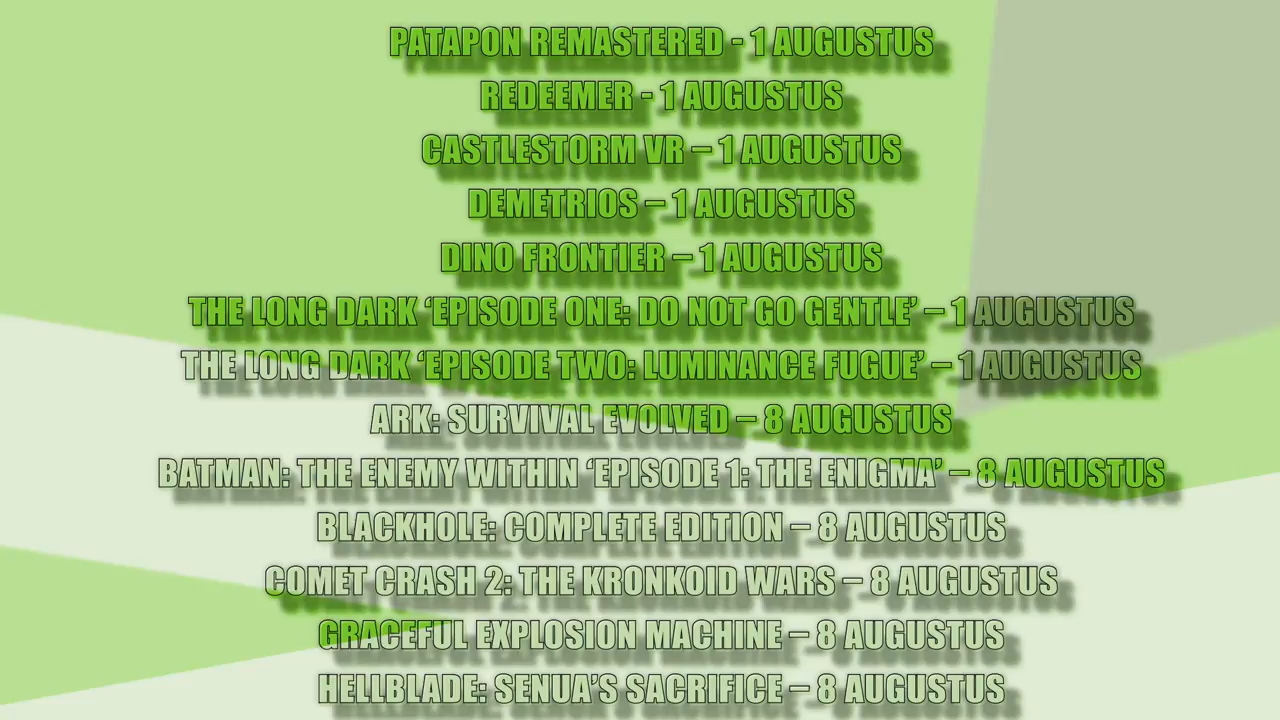 PATAPON REMASTERED - 1 AUGUSTUS
REDEEMER - 1 AUGUSTUS
CASTLESTORM VR – 1 AUGUSTUS
DEMETRIOS – 1 AUGUSTUS
DINO FRONTIER – 1 AUGUSTUS
THE LONG DARK ‘EPISODE ONE: DO NOT GO GENTLE’ – 1 AUGUSTUS
THE LONG DARK ‘EPISODE TWO: LUMINANCE FUGUE’ – 1 AUGUSTUS
ARK: SURVIVAL EVOLVED – 8 AUGUSTUS
BATMAN: THE ENEMY WITHIN ‘EPISODE 1: THE ENIGMA’ – 8 AUGUSTUS
BLACKHOLE: COMPLETE EDITION – 8 AUGUSTUS
COMET CRASH 2: THE KRONKOID WARS – 8 AUGUSTUS
GRACEFUL EXPLOSION MACHINE – 8 AUGUSTUS
HELLBLADE: SENUA’S SACRIFICE – 8 AUGUSTUS